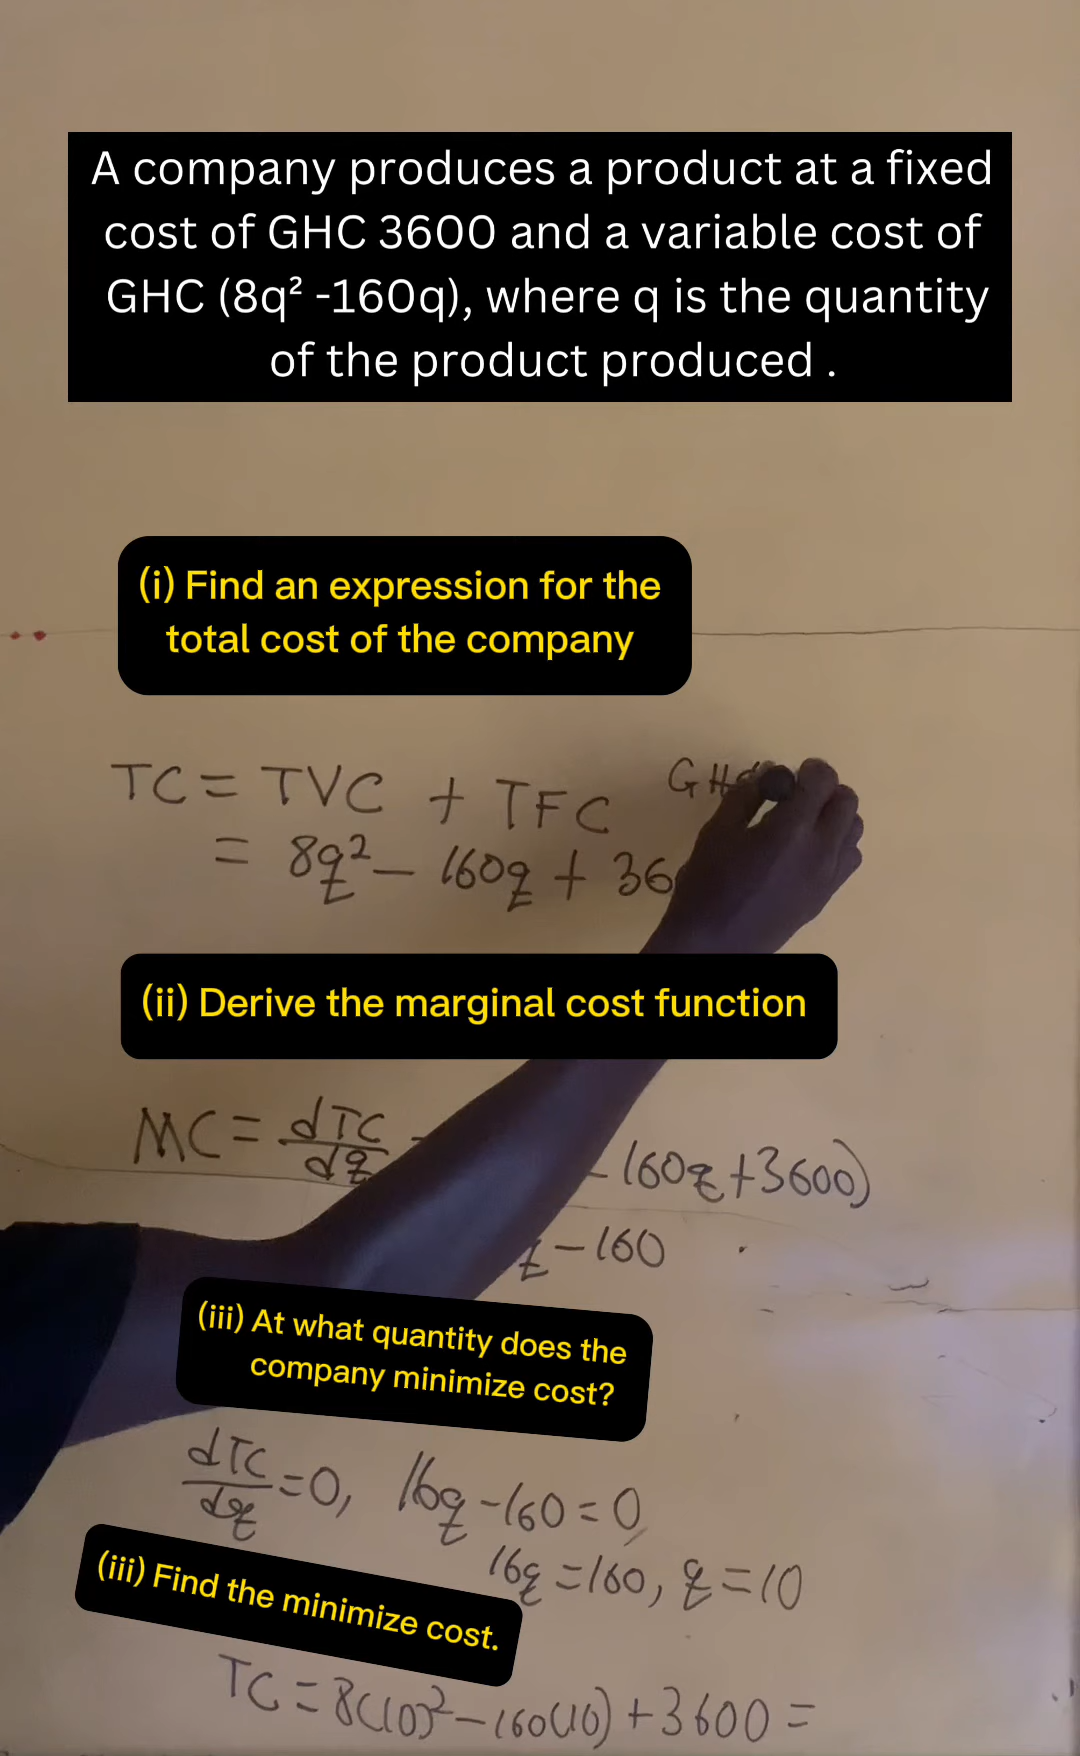 A company produces a product at a fixed
cost of GHC 3600 and a variable cost of
GHC (8q² -160q), where q is the quantity
of the product produced .
(i) Find an expression for the
total cost of the company
TC = TVC + TFC GH
= 8q² - 160q + 36
(ii) Derive the marginal cost function
MC = dTC/dq - 160q + 3600)
q - 160
(iii) At what quantity does the
company minimize cost?
dTC/dq = 0, 16q - 160 = 0
16q = 160, q = 10
(iii) Find the minimize cost.
TC = 8(10)² - 160(10) + 3600 =